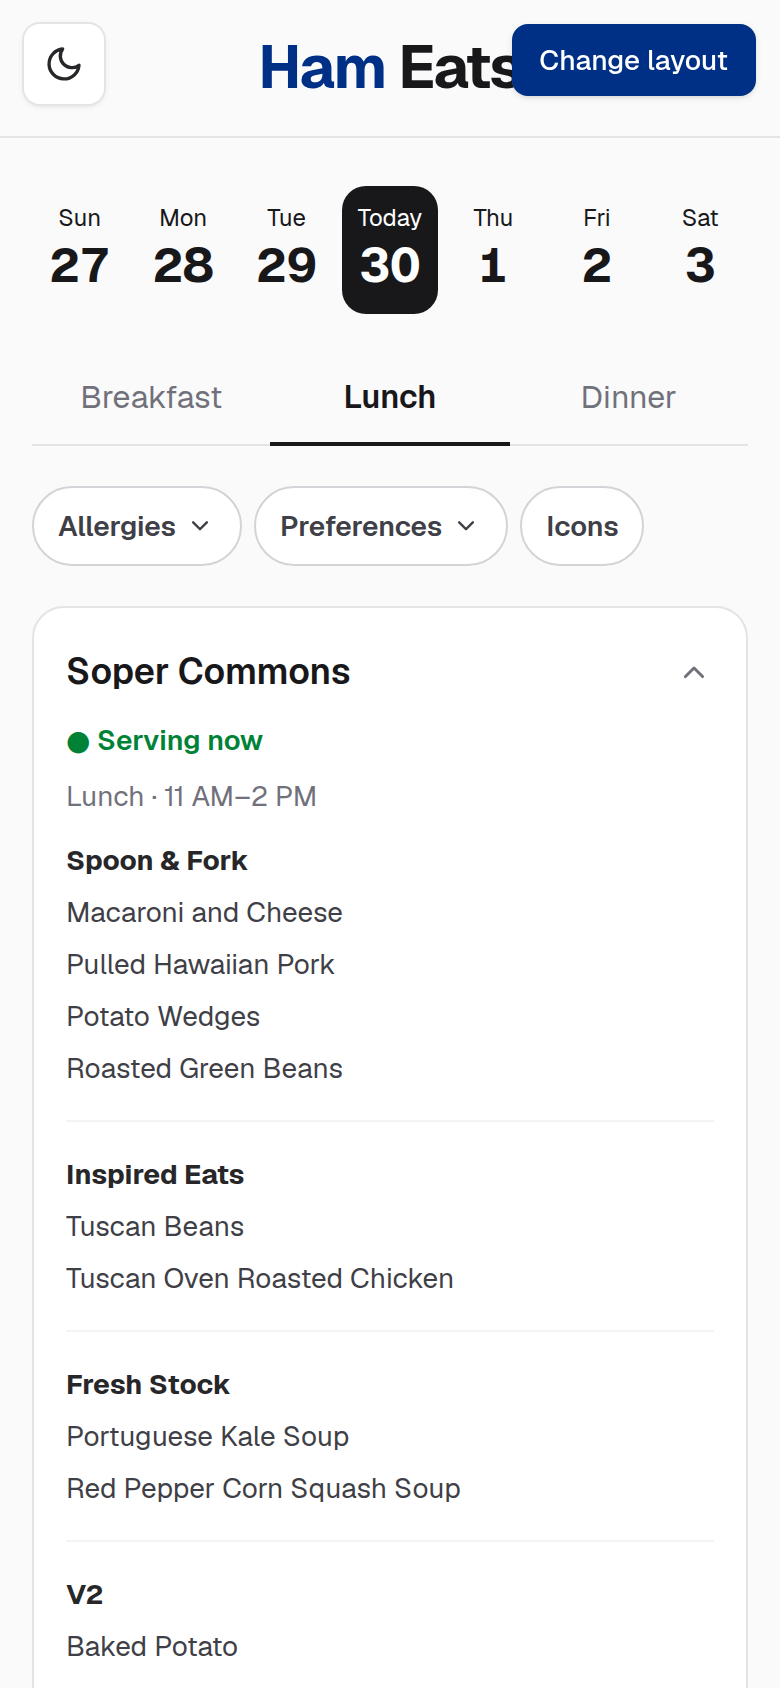 Ham Eats
Change layout
Sun Mon Tue Today Thu Fri Sat
27 28 29 30 1 2 3
Breakfast Lunch Dinner
Allergies Preferences Icons
Soper Commons
Serving now
Lunch · 11 AM–2 PM
Spoon & Fork
Macaroni and Cheese
Pulled Hawaiian Pork
Potato Wedges
Roasted Green Beans
Inspired Eats
Tuscan Beans
Tuscan Oven Roasted Chicken
Fresh Stock
Portuguese Kale Soup
Red Pepper Corn Squash Soup
V2
Baked Potato